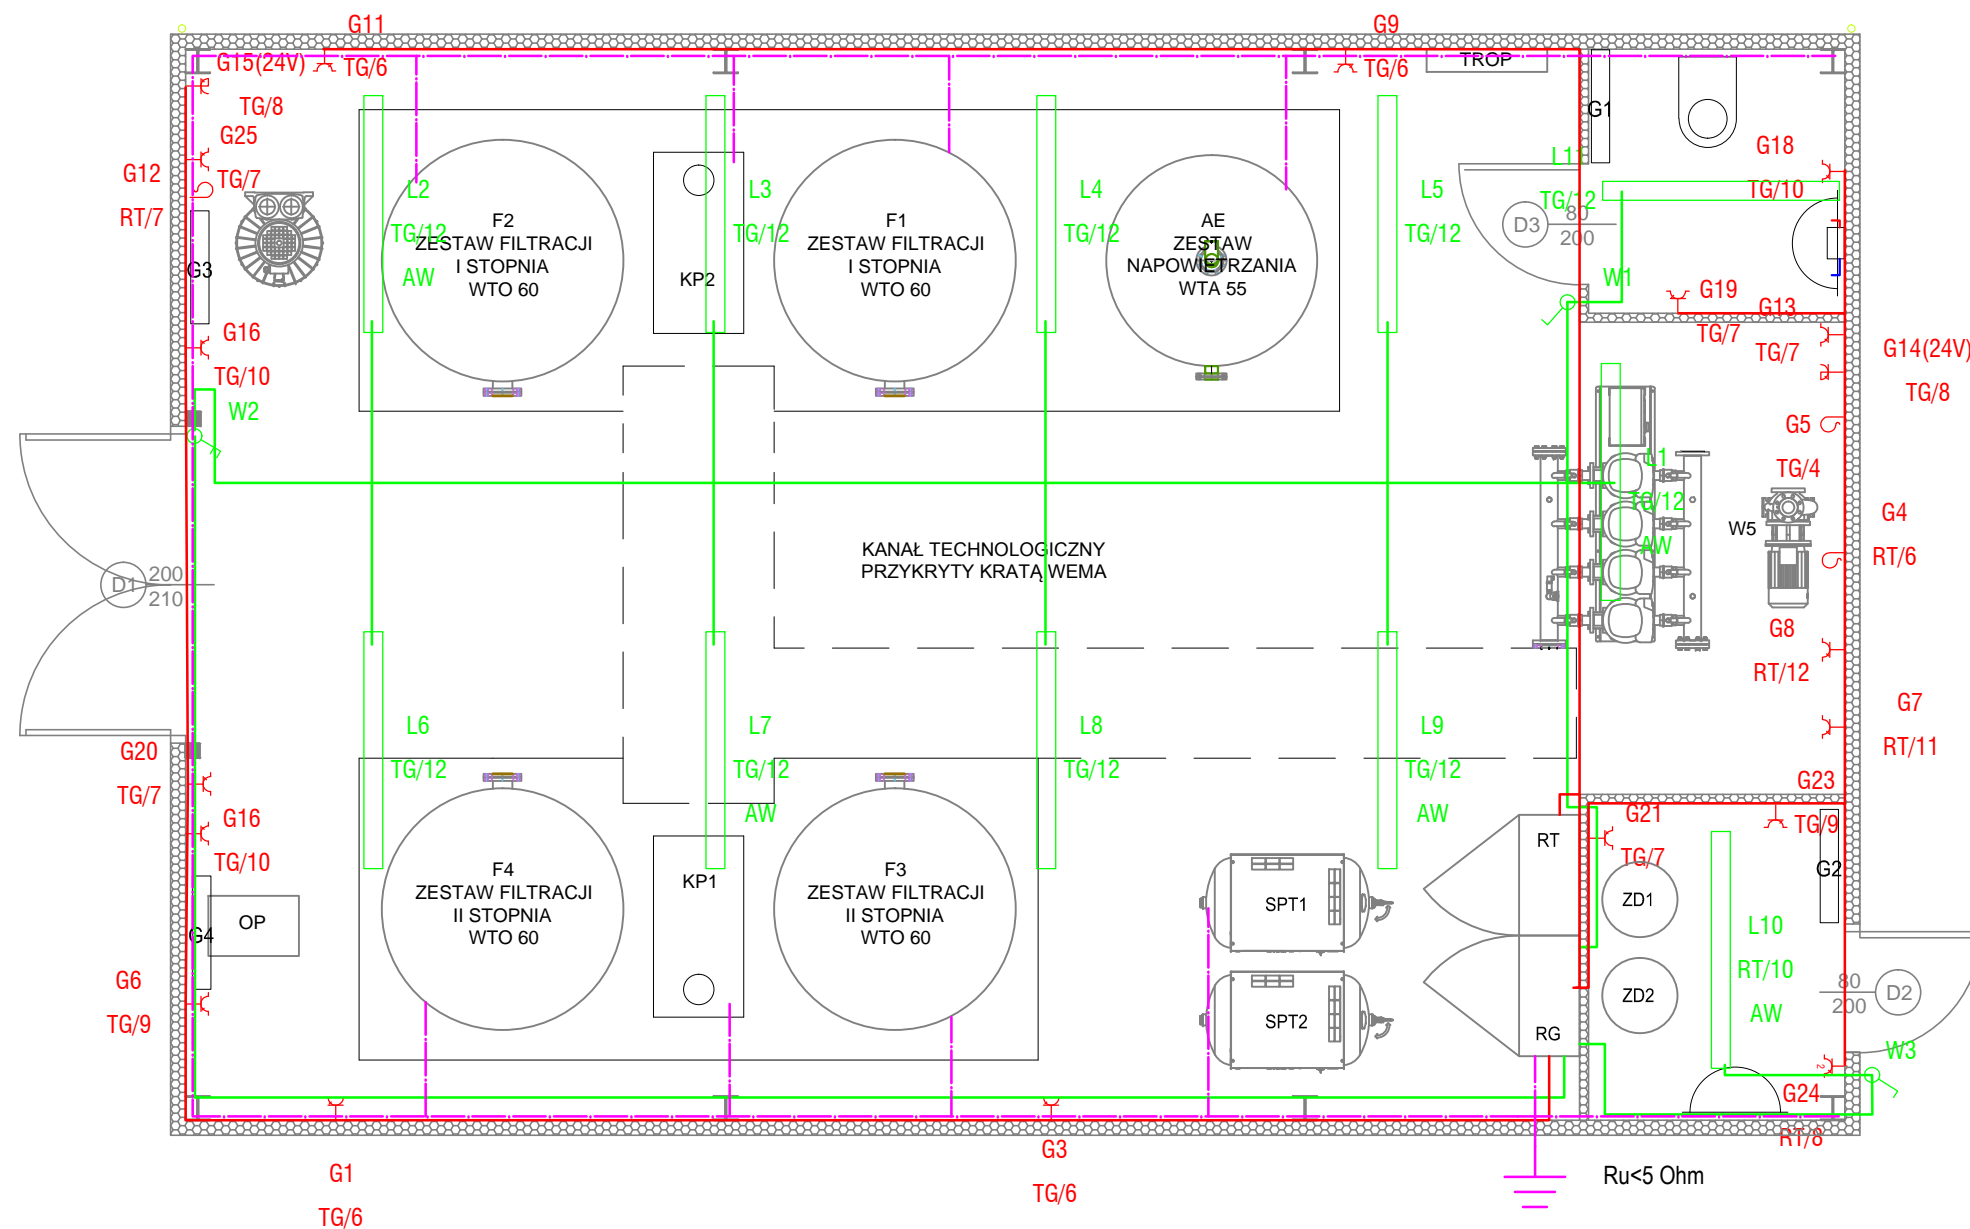 G11
G9
G15(24V)
TG/6
TG/6
TROP
TG/8
G1
G25
G18
G12
TG/7
L11
RT/7
L2
L3
L4
L5
TG/12
TG/10
F2
ZESTAW FILTRACJI
I STOPNIA
WTO 60
TG/12
AW
TG/12
F1
ZESTAW FILTRACJI
I STOPNIA
WTO 60
TG/12
AE
ZESTAW
NAPOWIETRZANIA
WTA 55
TG/12
D3
80
200
G3
KP2
W1
G19
G13
G16
TG/7
TG/7
G14(24V)
TG/10
TG/8
W2
G5
L1
TG/4
TG/12
AW
W5
G4
RT/6
KANAŁ TECHNOLOGICZNY
PRZYKRYTY KRATĄ WEMA
D1
200
210
G8
RT/12
G7
RT/11
L6
L7
L8
L9
G20
TG/12
TG/12
TG/12
TG/12
TG/7
AW
AW
G23
G16
G21
TG/9
TG/10
TG/7
RT
F4
ZESTAW FILTRACJI
II STOPNIA
WTO 60
KP1
F3
ZESTAW FILTRACJI
II STOPNIA
WTO 60
G2
OP
G4
SPT1
ZD1
L10
RT/10
AW
G6
TG/9
SPT2
RG
ZD2
80
200
D2
W3
2
G24
RT/8
G1
TG/6
G3
TG/6
Ru<5 Ohm